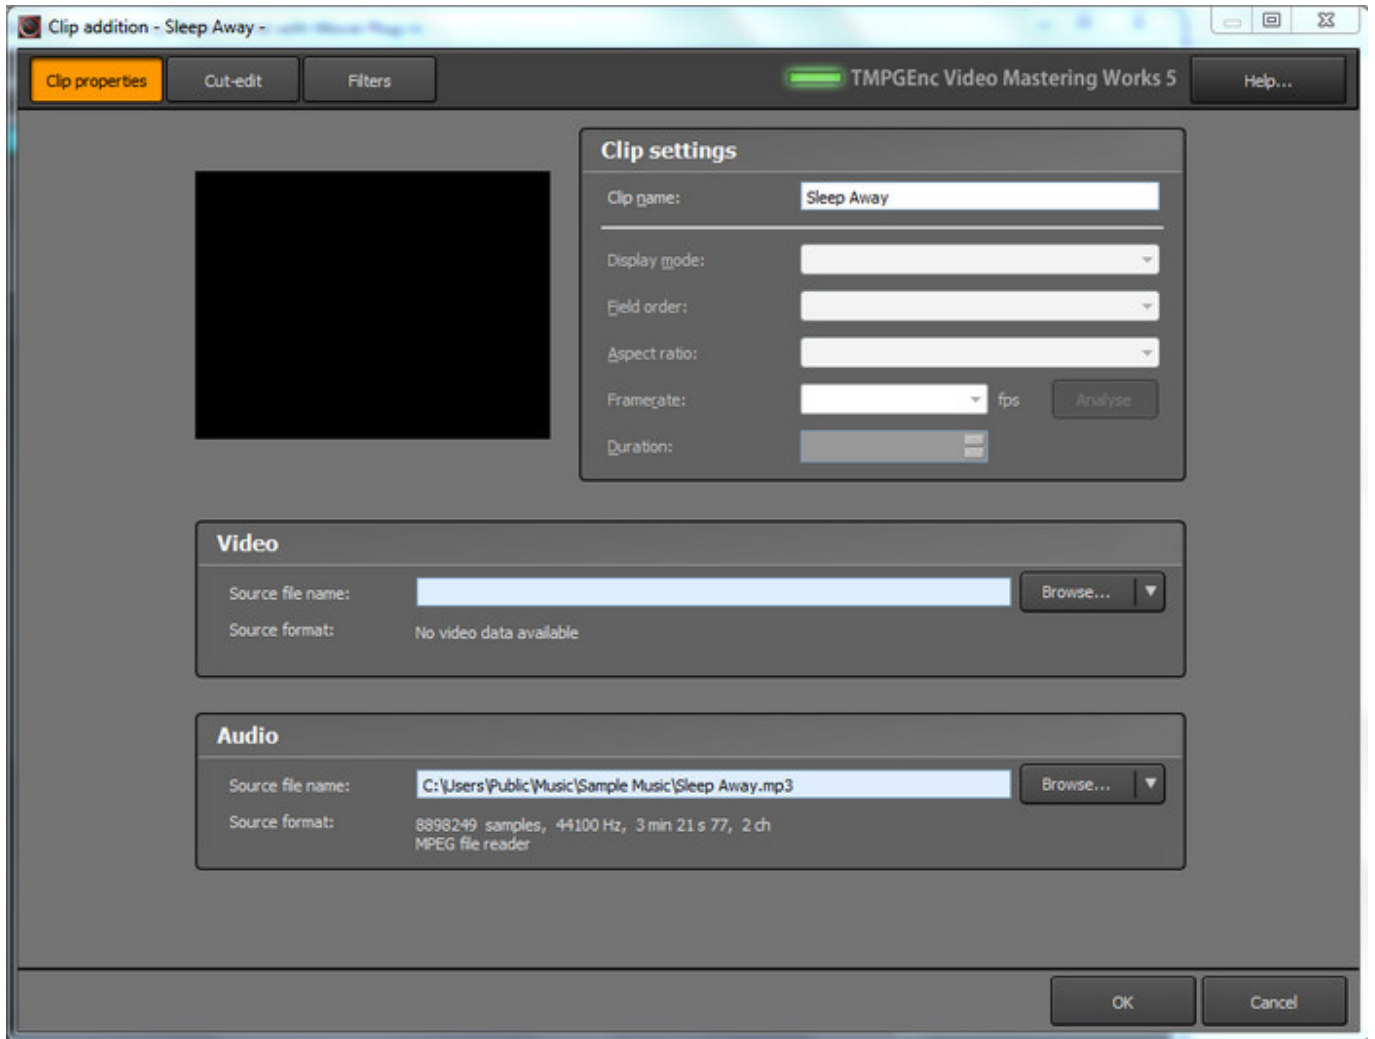 Clip addition - Sleep Away -
Clip properties
Cut-edit
Filters
TMPGEnc Video Mastering Works 5
Help...
Clip settings
Clip name:
Sleep Away
Display mode:
Field order:
Aspect ratio:
Framerate:
fps
Analyse
Duration:
Video
Source file name:
Browse...
Source format:
No video data available
Audio
Source file name:
C:\Users\Public\Music\Sample Music\Sleep Away.mp3
Browse...
Source format:
8898249 samples, 44100 Hz, 3 min 21 s 77, 2 ch
MPEG file reader
OK
Cancel